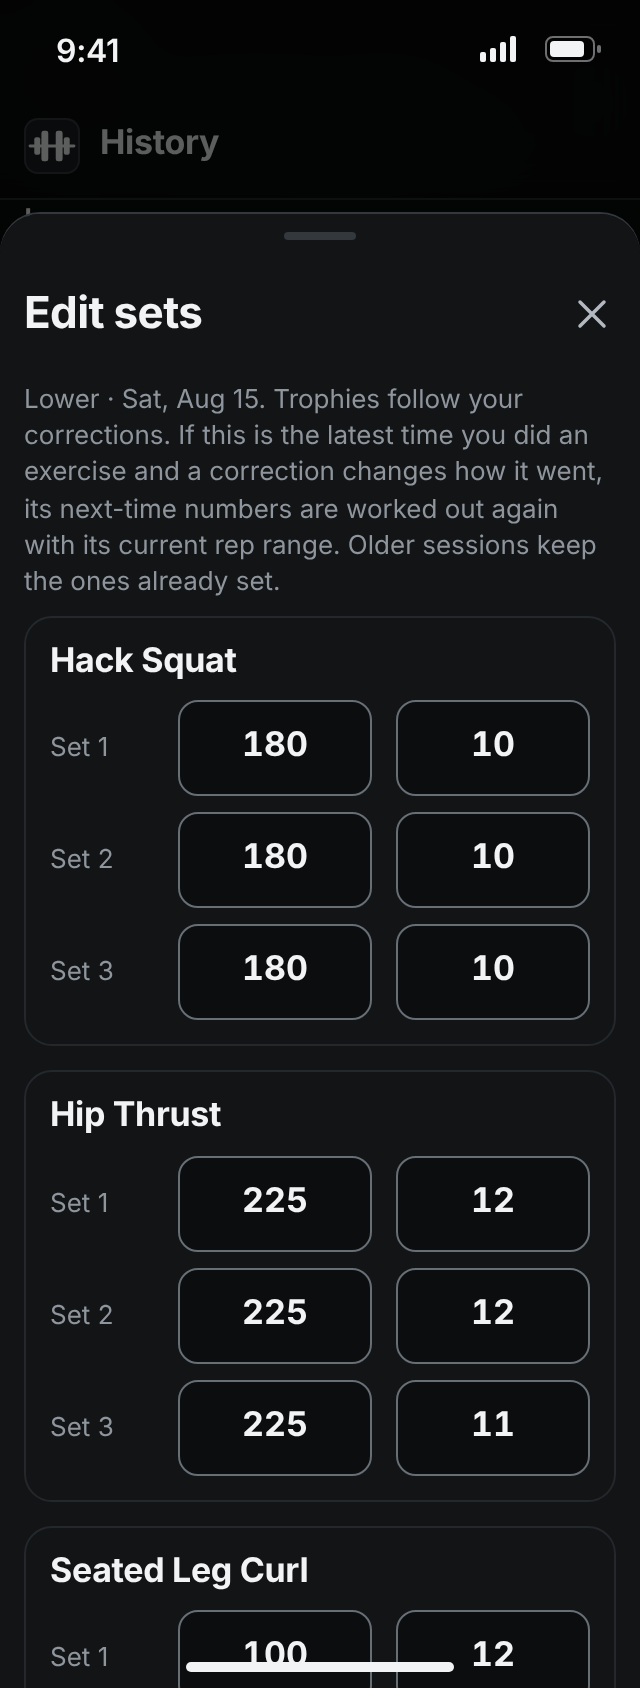 9:41
History
Edit sets
Lower · Sat, Aug 15. Trophies follow your
corrections. If this is the latest time you did an
exercise and a correction changes how it went,
its next-time numbers are worked out again
with its current rep range. Older sessions keep
the ones already set.
Hack Squat
Set 1 180 10
Set 2 180 10
Set 3 180 10
Hip Thrust
Set 1 225 12
Set 2 225 12
Set 3 225 11
Seated Leg Curl
Set 1 100 12